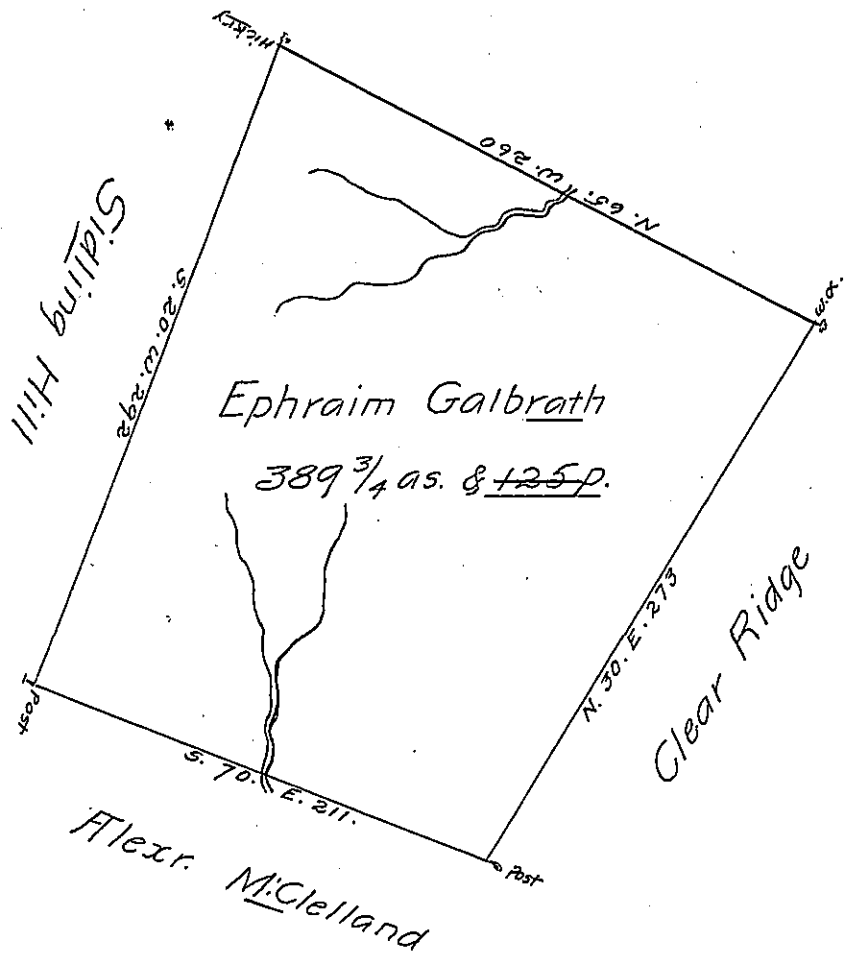 Hickry
N. 65. W. 260
W.O.
Sidling Hill
S. 20. W. 292
Ephraim Galbrath
389 3/4 as. & 125 p.
N. 30. E. 273
Clear Ridge
Post
S. 70. E. 211.
Post
Alexr. McClelland